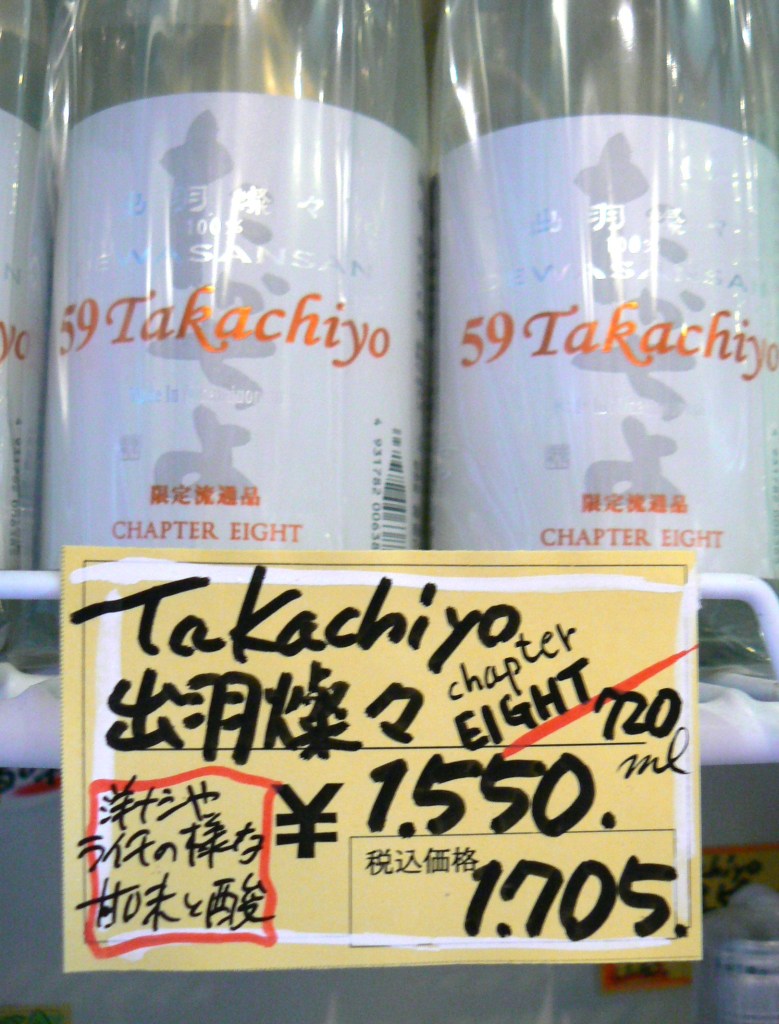 出羽燦々
100%
DEWASANSAN
59 Takachiyo
限定流通品
CHAPTER EIGHT
出羽燦々
100%
DEWASANSAN
59 Takachiyo
限定流通品
CHAPTER EIGHT
Takachiyo
出羽燦々
chapter
EIGHT
720
ml
洋ナシや
ライチの様な
甘味と酸
¥ 1.550.
税込価格
1.705.